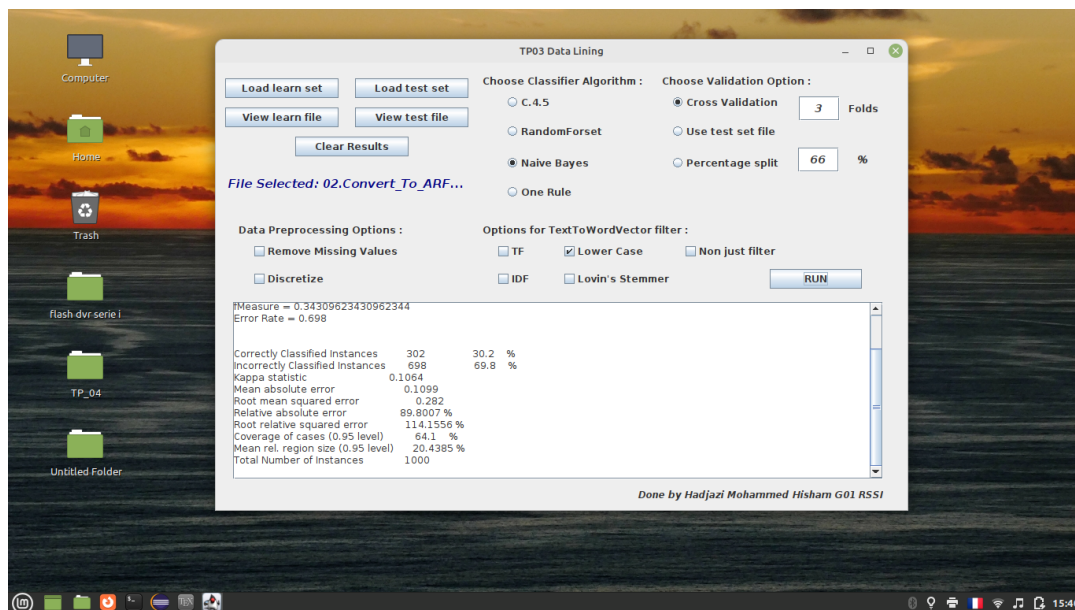 TP03 Data Lining
Computer
Home
Trash
flash dvr serie i
TP_04
Untitled Folder
Load learn set
Load test set
View learn file
View test file
Clear Results
File Selected: 02.Convert_To_ARF...
Choose Classifier Algorithm :
C.4.5
RandomForset
Naive Bayes
One Rule
Choose Validation Option :
Cross Validation 3 Folds
Use test set file
Percentage split 66 %
Data Preprocessing Options :
Remove Missing Values
Discretize
Options for TextToWordVector filter :
TF Lower Case Non just filter
IDF Lovin's Stemmer RUN
fMeasure = 0.34309623430962344
Error Rate = 0.698
Correctly Classified Instances 302 30.2 %
Incorrectly Classified Instances 698 69.8 %
Kappa statistic 0.1064
Mean absolute error 0.1099
Root mean squared error 0.282
Relative absolute error 89.8007 %
Root relative squared error 114.1556 %
Coverage of cases (0.95 level) 64.1 %
Mean rel. region size (0.95 level) 20.4385 %
Total Number of Instances 1000
Done by Hadjazi Mohammed Hisham G01 RSSI